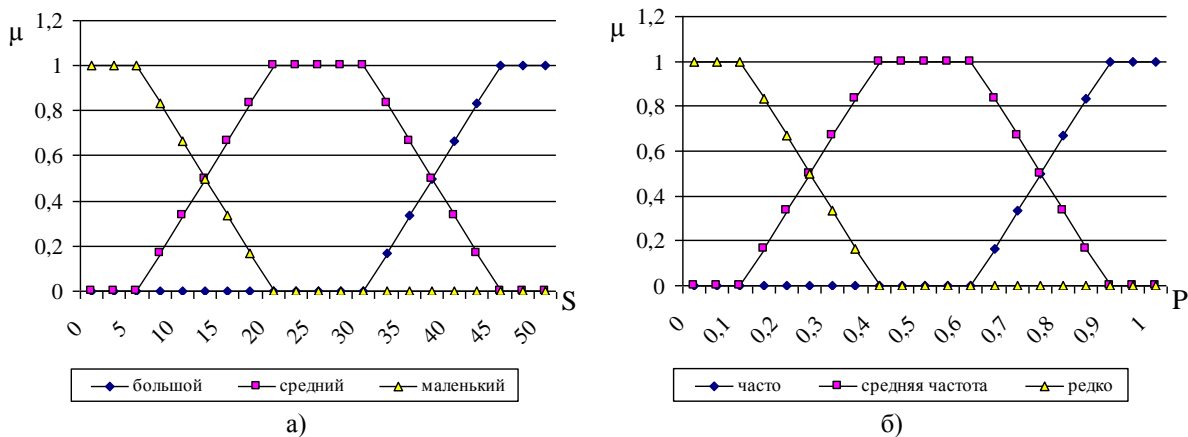 1,2
μ
1
0,8
0,6
0,4
0,2
0
0 5 10 15 20 25 30 35 40 45 50
S
большой средний маленький
а)
1,2
μ
1
0,8
0,6
0,4
0,2
0
0 0,1 0,2 0,3 0,4 0,5 0,6 0,7 0,8 0,9 1
P
часто средняя частота редко
б)